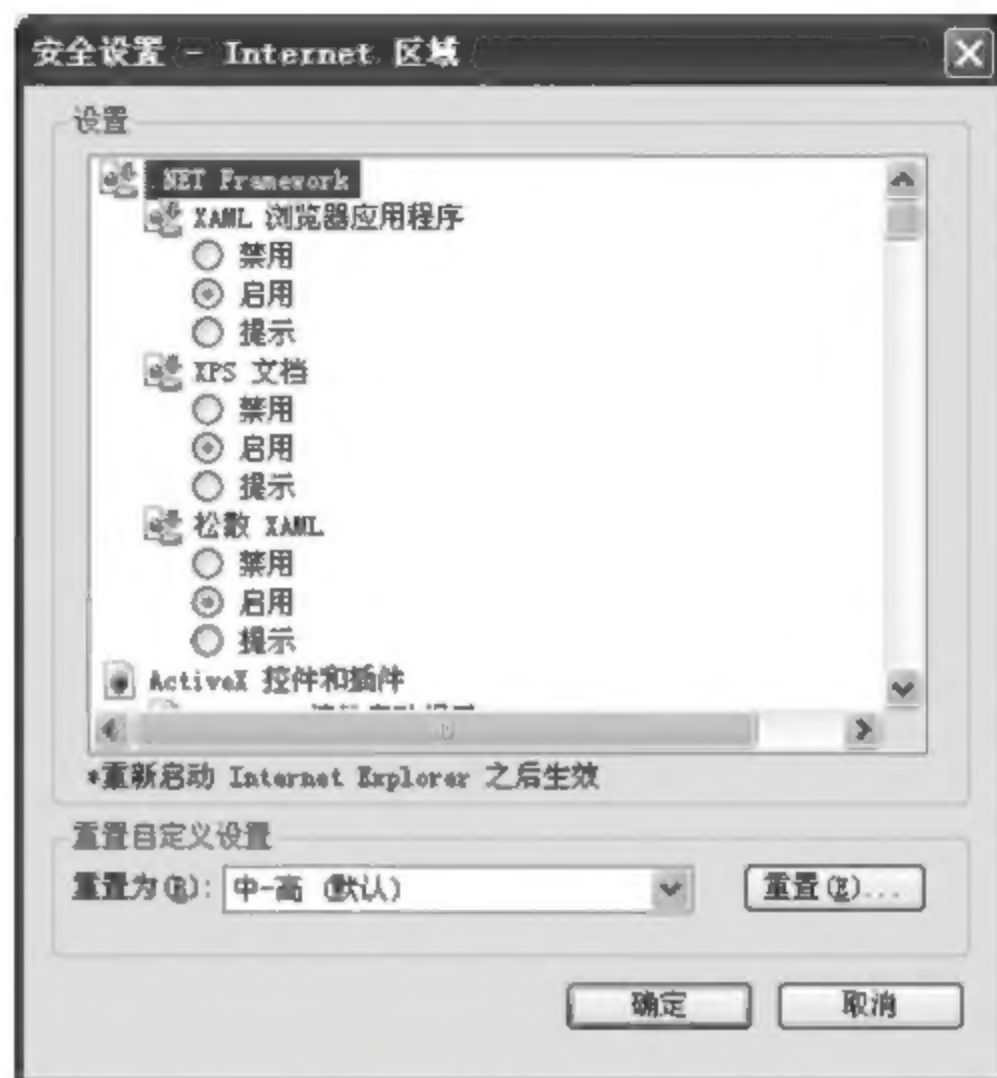 安全设置 - Internet 区域
设置
.NET Framework
XAML 浏览器应用程序
禁用
启用
提示
XPS 文档
禁用
启用
提示
松散 XAML
禁用
启用
提示
ActiveX 控件和插件
*重新启动 Internet Explorer 之后生效
重置自定义设置
重置为(R): 中-高 (默认) 重置(E)...
确定 取消